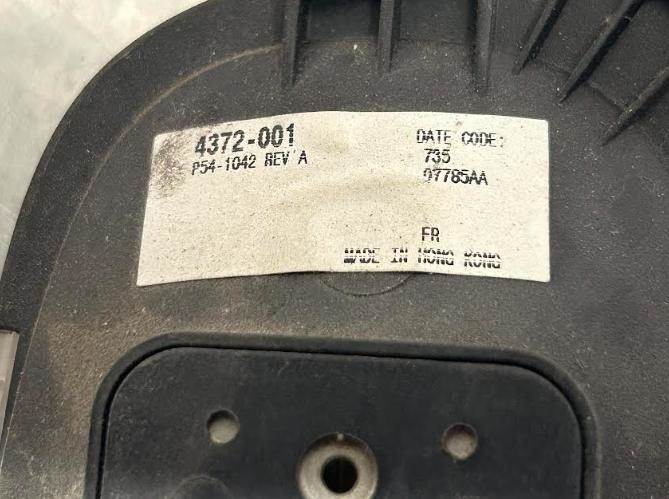 4372-001
P54-1042 REV A
DATE CODE:
735
07785AA
FR
MADE IN HONG KONG